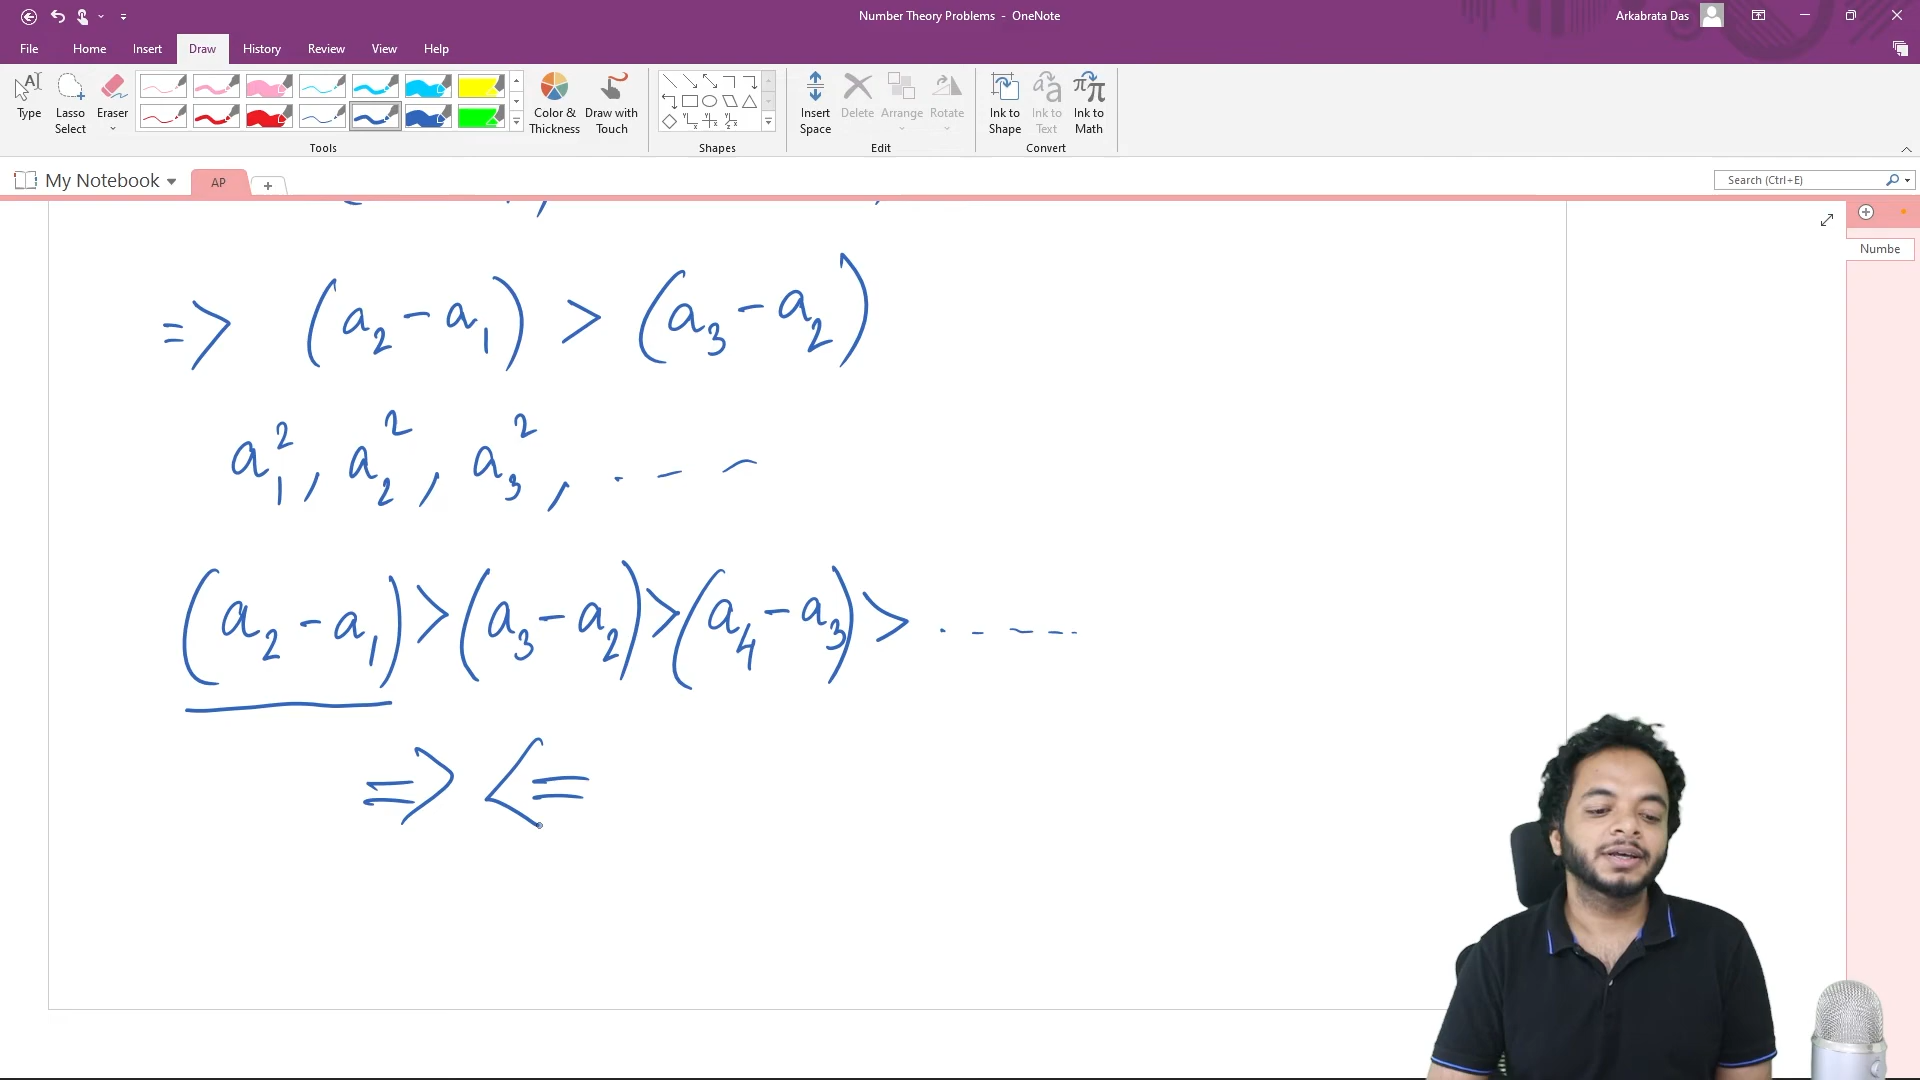 Number Theory Problems - OneNote
Arkabrata Das
File Home Insert Draw History Review View Help
Type
Lasso Select
Eraser
Color & Thickness
Draw with Touch
Insert Space
Delete
Arrange
Rotate
Ink to Shape
Ink to Text
Ink to Math
Tools
Shapes
Edit
Convert
My Notebook
AP
Search (Ctrl+E)
Numbe
=> (a₂ - a₁) > (a₃ - a₂)
a₁², a₂², a₃², . - -
(a₂ - a₁) > (a₃ - a₂) > (a₄ - a₃) > . - - - - -
=> <=